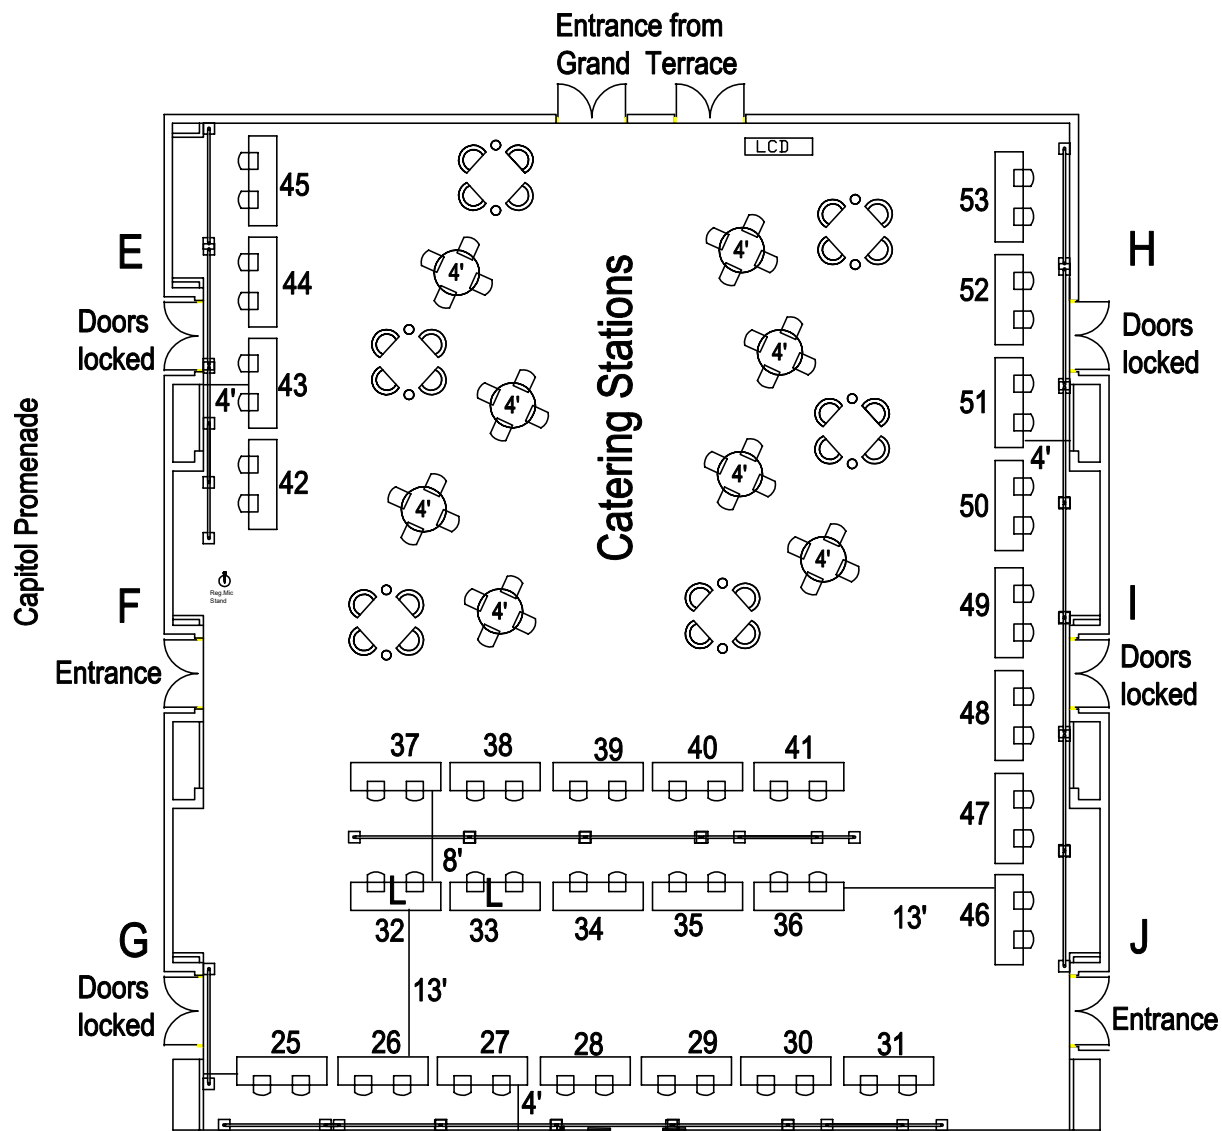 Entrance from
Grand Terrace
LCD
45
53
E
H
4'
4'
44
52
Doors
locked
Doors
locked
Catering Stations
4'
43
51
4'
4'
4'
Capitol Promenade
42
4'
50
4'
4'
Reg.Mic
Stand
F
4'
49
I
Entrance
Doors
locked
48
37
38
39
40
41
47
8'
L
L
32
33
34
35
36
13'
46
G
J
Doors
locked
13'
Entrance
25
26
27
28
29
30
31
4'